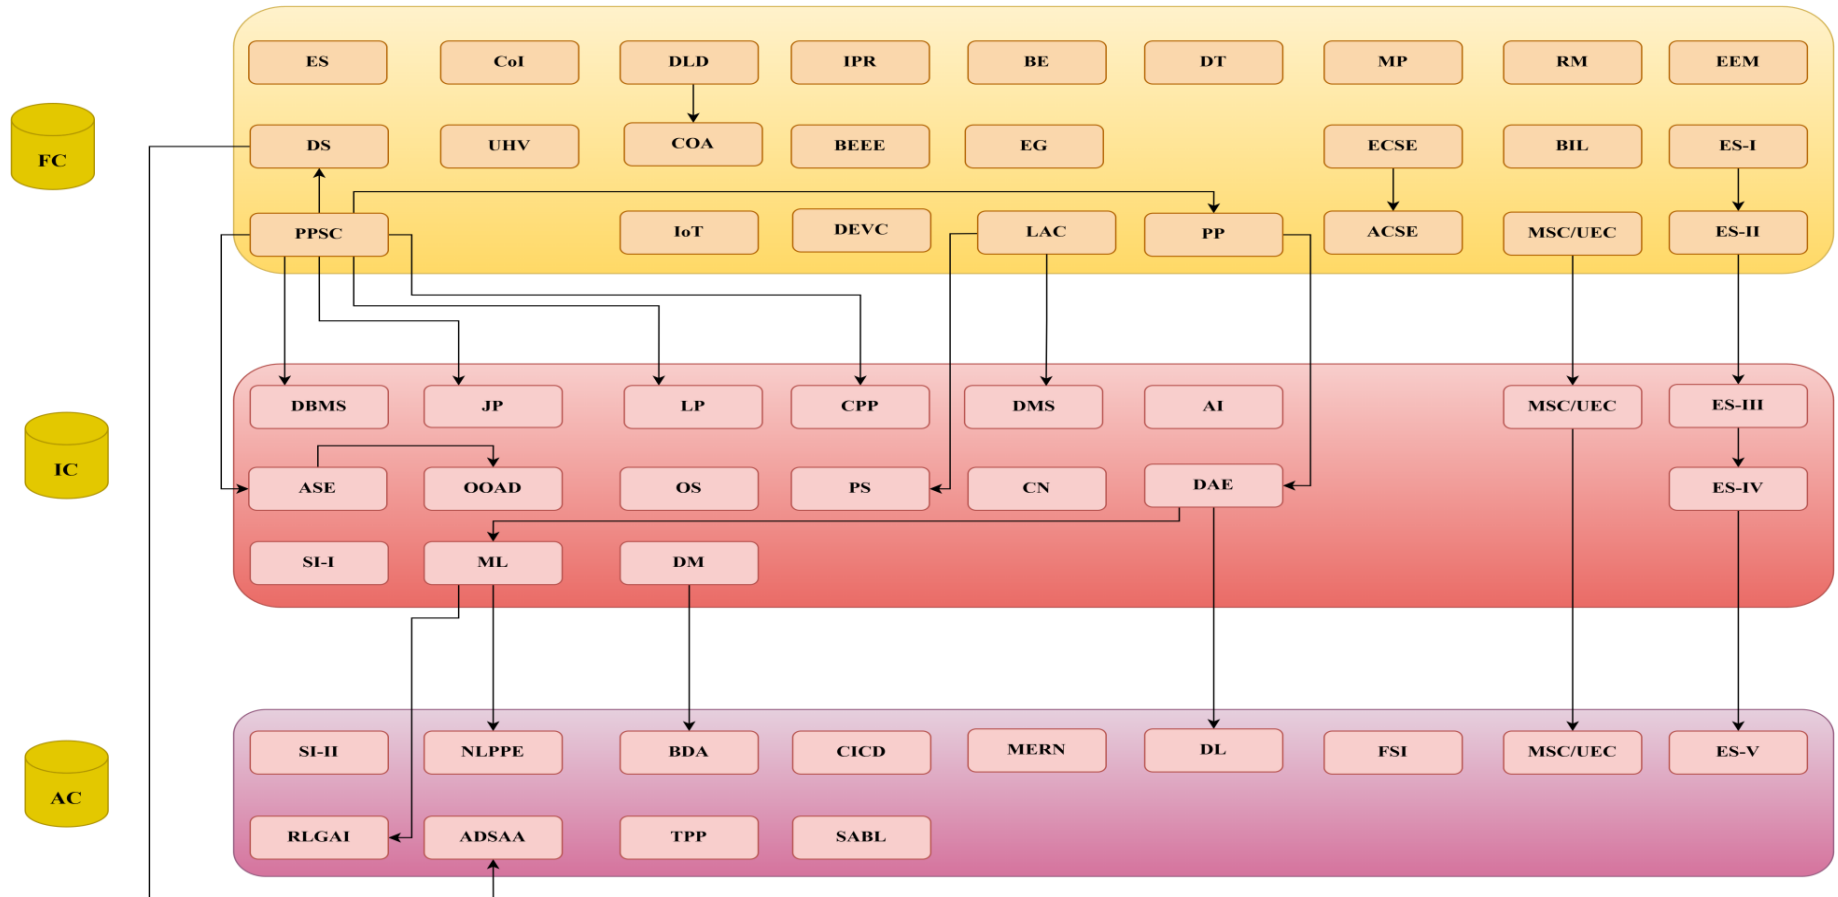 ES CoI DLD IPR BE DT MP RM EEM
FC
DS UHV COA BEEE EG ECSE BIL ES-I
PPSC IoT DEVC LAC PP ACSE MSC/UEC ES-II
DBMS JP LP CPP DMS AI MSC/UEC ES-III
IC
ASE OOAD OS PS CN DAE ES-IV
SI-I ML DM
SI-II NLPPE BDA CICD MERN DL FSI MSC/UEC ES-V
AC
RLGAI ADSAA TPP SABL